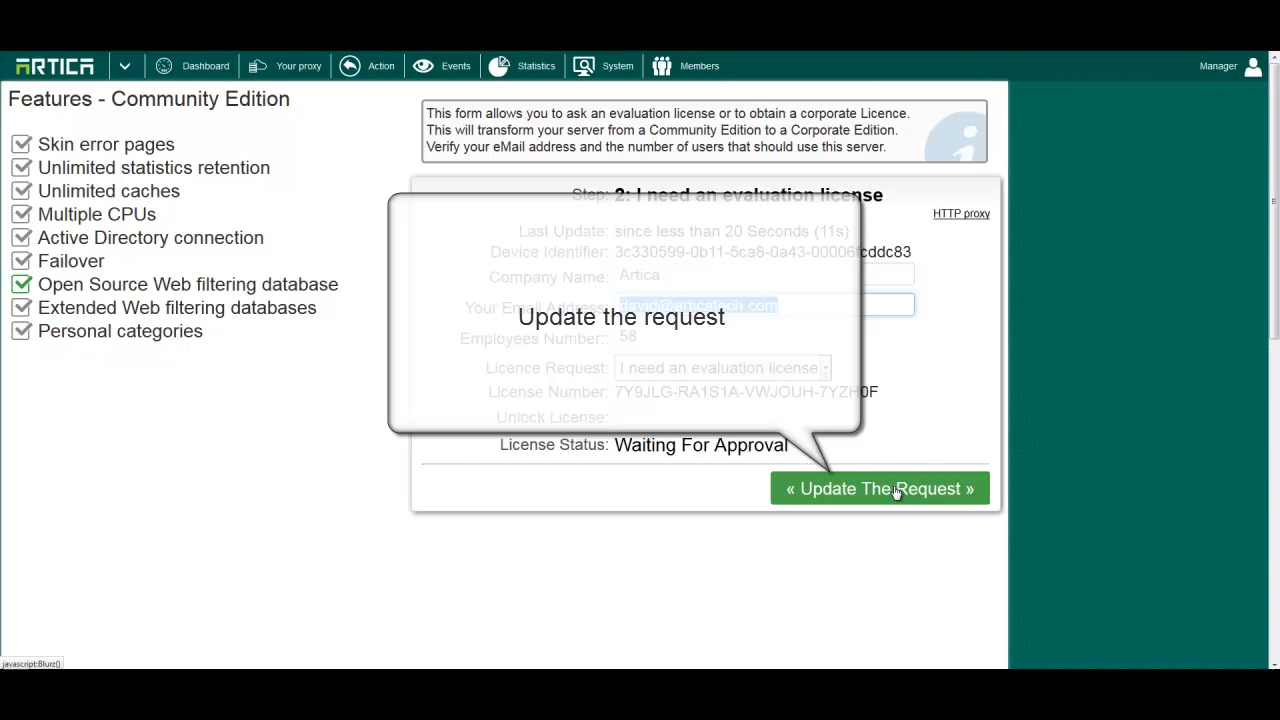 ARTICA
Dashboard
Your proxy
Action
Events
Statistics
System
Members
Manager
Features - Community Edition
Skin error pages
Unlimited statistics retention
Unlimited caches
Multiple CPUs
Active Directory connection
Failover
Open Source Web filtering database
Extended Web filtering databases
Personal categories
This form allows you to ask an evaluation license or to obtain a corporate Licence.
This will transform your server from a Community Edition to a Corporate Edition.
Verify your eMail address and the number of users that should use this server.
Step: 2: I need an evaluation license
HTTP proxy
Last Update: since less than 20 Seconds (11s)
Device Identifier: 3c330599-0b11-5ca8-0a43-00006fcddc83
Company Name: Artica
Your Email Address: david@articatech.com
Update the request
Employees Number:: 58
Licence Request: I need an evaluation license
License Number: 7Y9JLG-RA1S1A-VWJOUH-7YZH0F
Unlock License:
License Status: Waiting For Approval
« Update The Request »
javascript:Blurz()